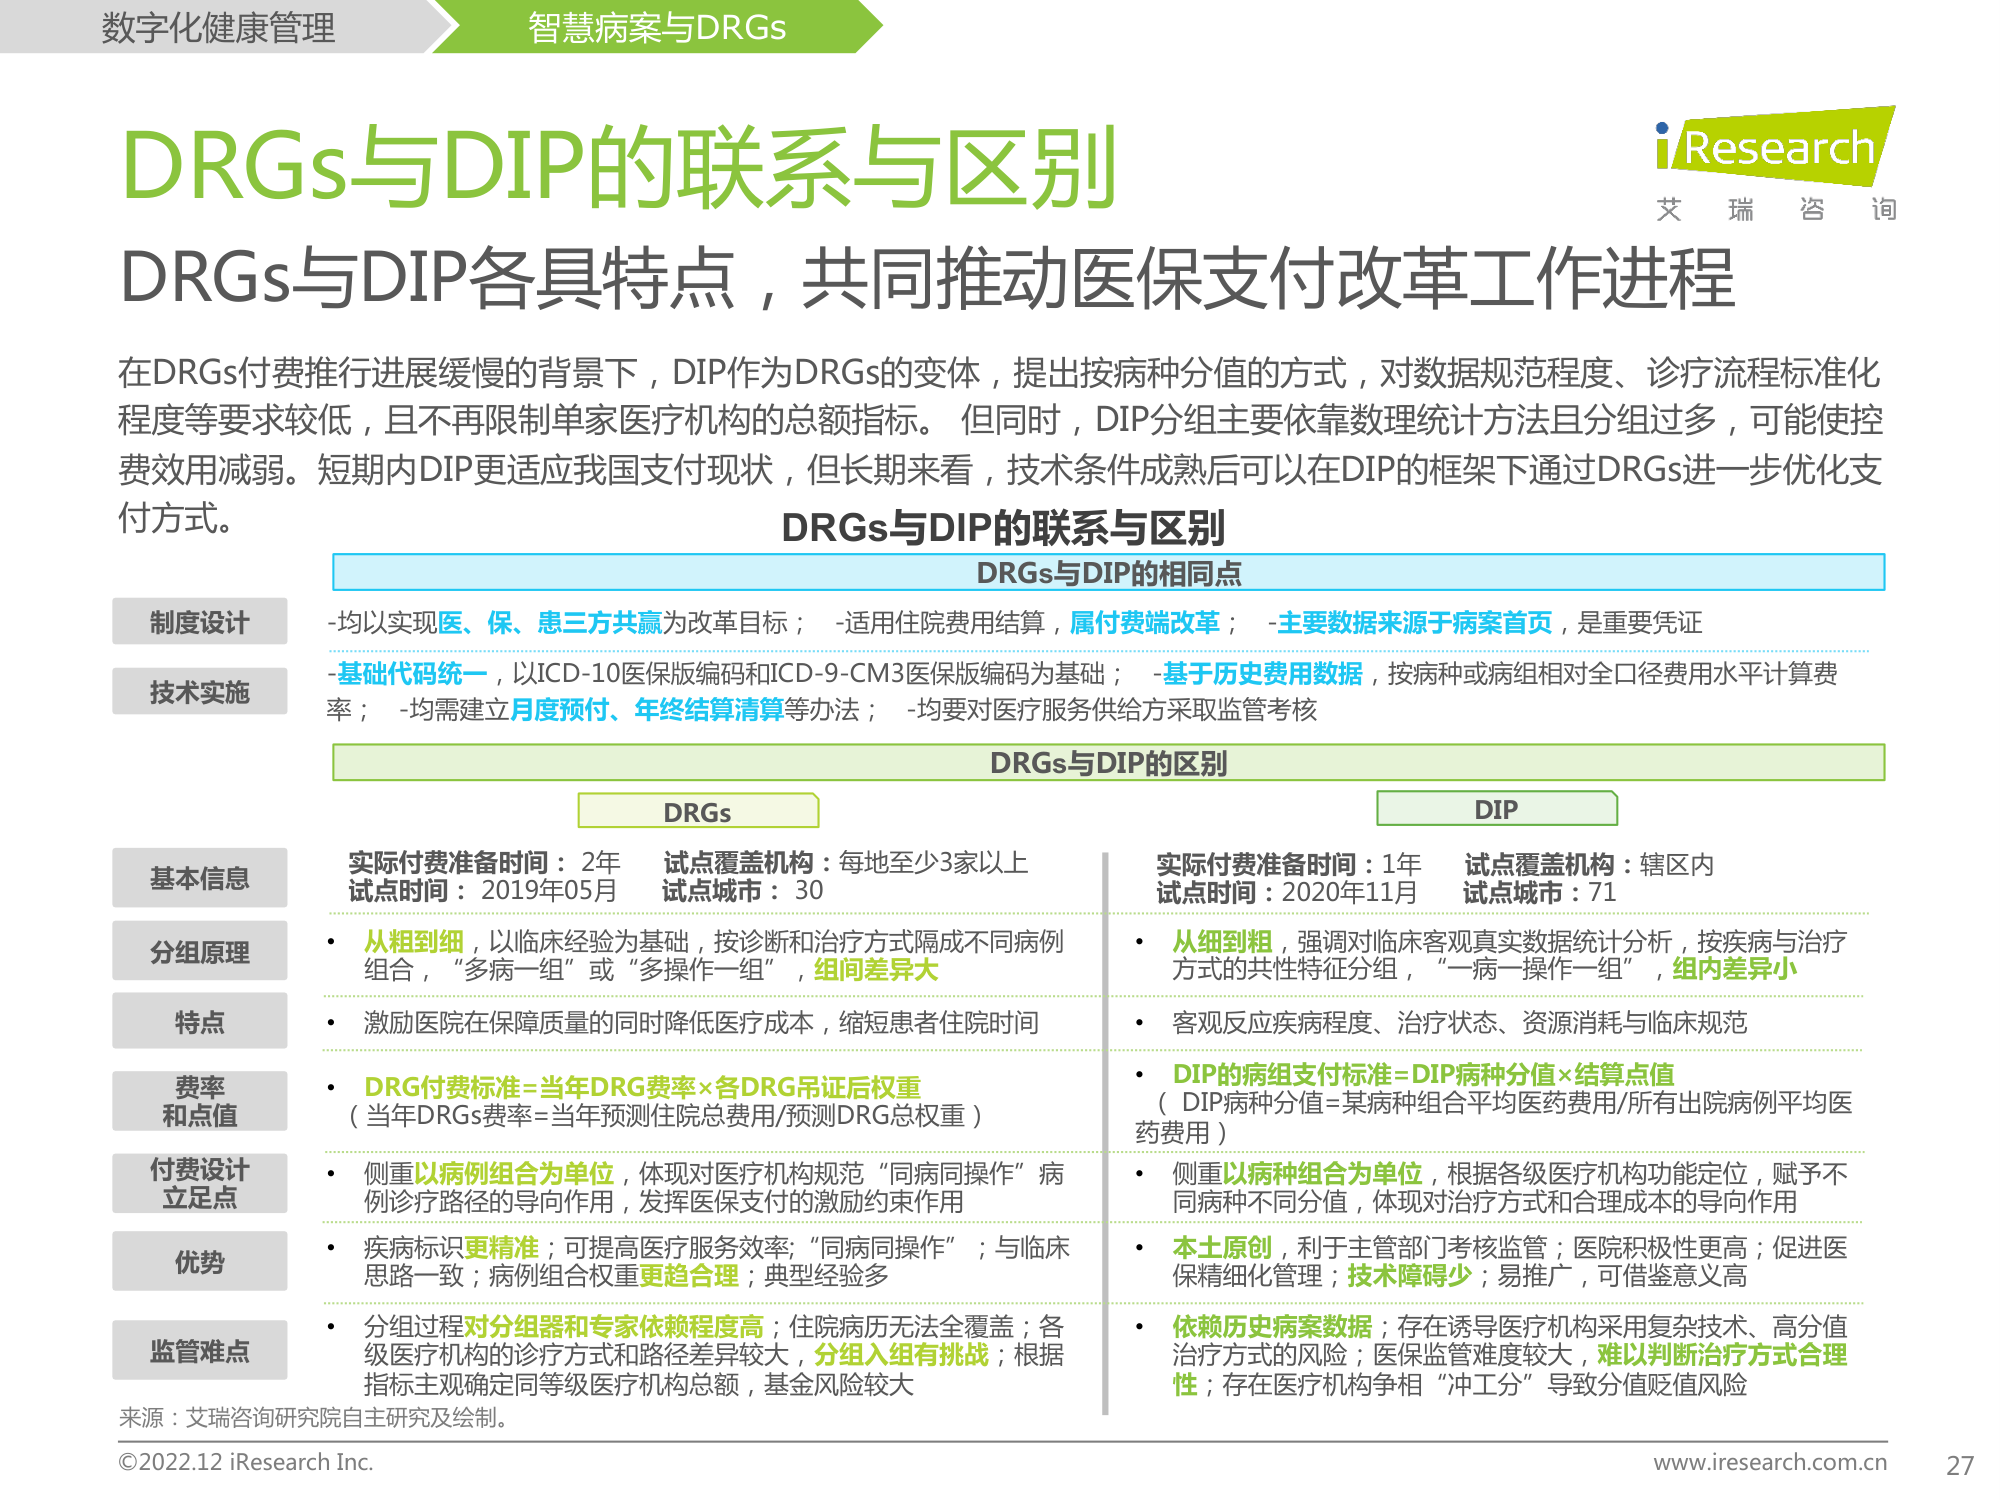 数字化健康管理
智慧病案与DRGs
DRGs与DIP的联系与区别
iResearch
艾瑞咨询
DRGs与DIP各具特点，共同推动医保支付改革工作进程
在DRGs付费推行进展缓慢的背景下，DIP作为DRGs的变体，提出按病种分值的方式，对数据规范程度、诊疗流程标准化
程度等要求较低，且不再限制单家医疗机构的总额指标。 但同时，DIP分组主要依靠数理统计方法且分组过多，可能使控
费效用减弱。短期内DIP更适应我国支付现状，但长期来看，技术条件成熟后可以在DIP的框架下通过DRGs进一步优化支
付方式。
DRGs与DIP的联系与区别
DRGs与DIP的相同点
制度设计
-均以实现医、保、患三方共赢为改革目标； -适用住院费用结算，属付费端改革； -主要数据来源于病案首页，是重要凭证
技术实施
-基础代码统一，以ICD-10医保版编码和ICD-9-CM3医保版编码为基础； -基于历史费用数据，按病种或病组相对全口径费用水平计算费
率； -均需建立月度预付、年终结算清算等办法； -均要对医疗服务供给方采取监管考核
DRGs与DIP的区别
DRGs
DIP
基本信息
实际付费准备时间： 2年 试点覆盖机构：每地至少3家以上
试点时间： 2019年05月 试点城市： 30
实际付费准备时间：1年 试点覆盖机构：辖区内
试点时间：2020年11月 试点城市：71
分组原理
• 从粗到细，以临床经验为基础，按诊断和治疗方式隔成不同病例
组合，“多病一组”或“多操作一组”，组间差异大
• 从细到粗，强调对临床客观真实数据统计分析，按疾病与治疗
方式的共性特征分组，“一病一操作一组”，组内差异小
特点
• 激励医院在保障质量的同时降低医疗成本，缩短患者住院时间
• 客观反应疾病程度、治疗状态、资源消耗与临床规范
费率
和点值
• DRG付费标准=当年DRG费率×各DRG吊证后权重
（当年DRGs费率=当年预测住院总费用/预测DRG总权重）
• DIP的病组支付标准=DIP病种分值×结算点值
（ DIP病种分值=某病种组合平均医药费用/所有出院病例平均医
药费用）
付费设计
立足点
• 侧重以病例组合为单位，体现对医疗机构规范“同病同操作”病
例诊疗路径的导向作用，发挥医保支付的激励约束作用
• 侧重以病种组合为单位，根据各级医疗机构功能定位，赋予不
同病种不同分值，体现对治疗方式和合理成本的导向作用
优势
• 疾病标识更精准；可提高医疗服务效率;“同病同操作”；与临床
思路一致；病例组合权重更趋合理；典型经验多
• 本土原创，利于主管部门考核监管；医院积极性更高；促进医
保精细化管理；技术障碍少；易推广，可借鉴意义高
监管难点
• 分组过程对分组器和专家依赖程度高；住院病历无法全覆盖；各
级医疗机构的诊疗方式和路径差异较大，分组入组有挑战；根据
指标主观确定同等级医疗机构总额，基金风险较大
• 依赖历史病案数据；存在诱导医疗机构采用复杂技术、高分值
治疗方式的风险；医保监管难度较大，难以判断治疗方式合理
性；存在医疗机构争相“冲工分”导致分值贬值风险
来源：艾瑞咨询研究院自主研究及绘制。
©2022.12 iResearch Inc.
www.iresearch.com.cn
27